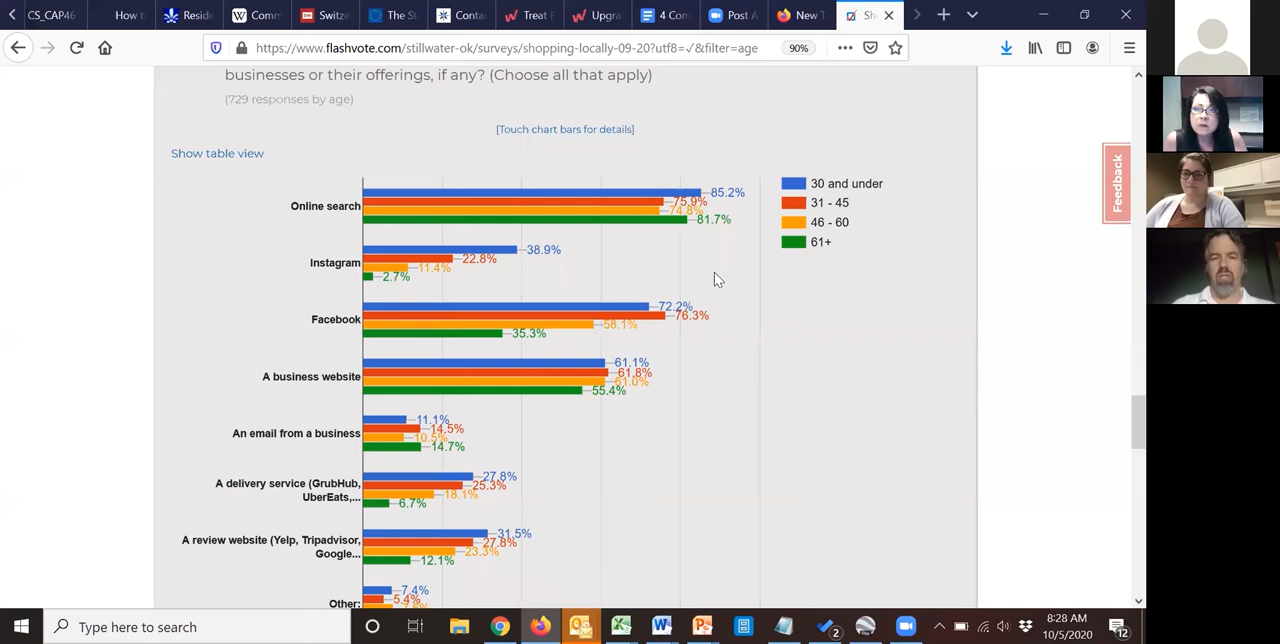 CS_CAP46
How t
Reside
Comm
Switze
The St
Conta
Treat E
Upgra
4 Com
Post A
New T
Sh
https://www.flashvote.com/stillwater-ok/surveys/shopping-locally-09-20?utf8=✓&filter=age
90%
businesses or their offerings, if any? (Choose all that apply)
(729 responses by age)
[Touch chart bars for details]
Show table view
30 and under
31 - 45
46 - 60
61+
Feedback
Online search
85.2%
75.9%
74.8%
81.7%
Instagram
38.9%
22.8%
11.4%
2.7%
Facebook
72.2%
76.3%
58.1%
35.3%
A business website
61.1%
61.8%
61.0%
55.4%
An email from a business
11.1%
14.5%
10.5%
14.7%
A delivery service (GrubHub,
UberEats,...
27.8%
25.3%
18.1%
6.7%
A review website (Yelp, Tripadvisor,
Google...
31.5%
27.8%
23.3%
12.1%
Other:
7.4%
5.4%
Type here to search
2
8:28 AM
10/5/2020
12